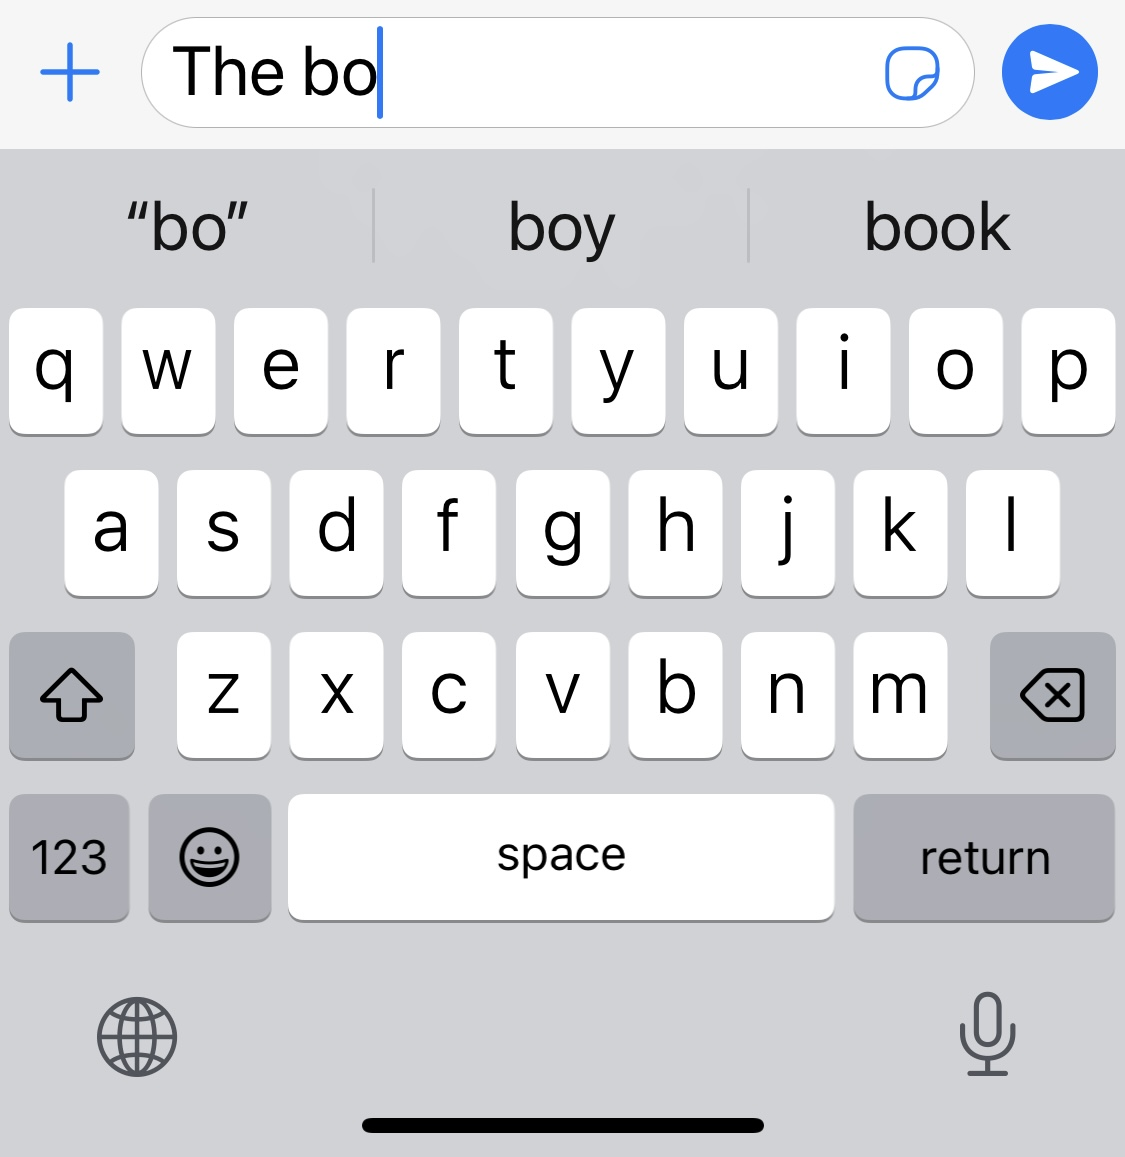 The bo
“bo” boy book
q w e r t y u i o p
a s d f g h j k l
z x c v b n m
123 space return